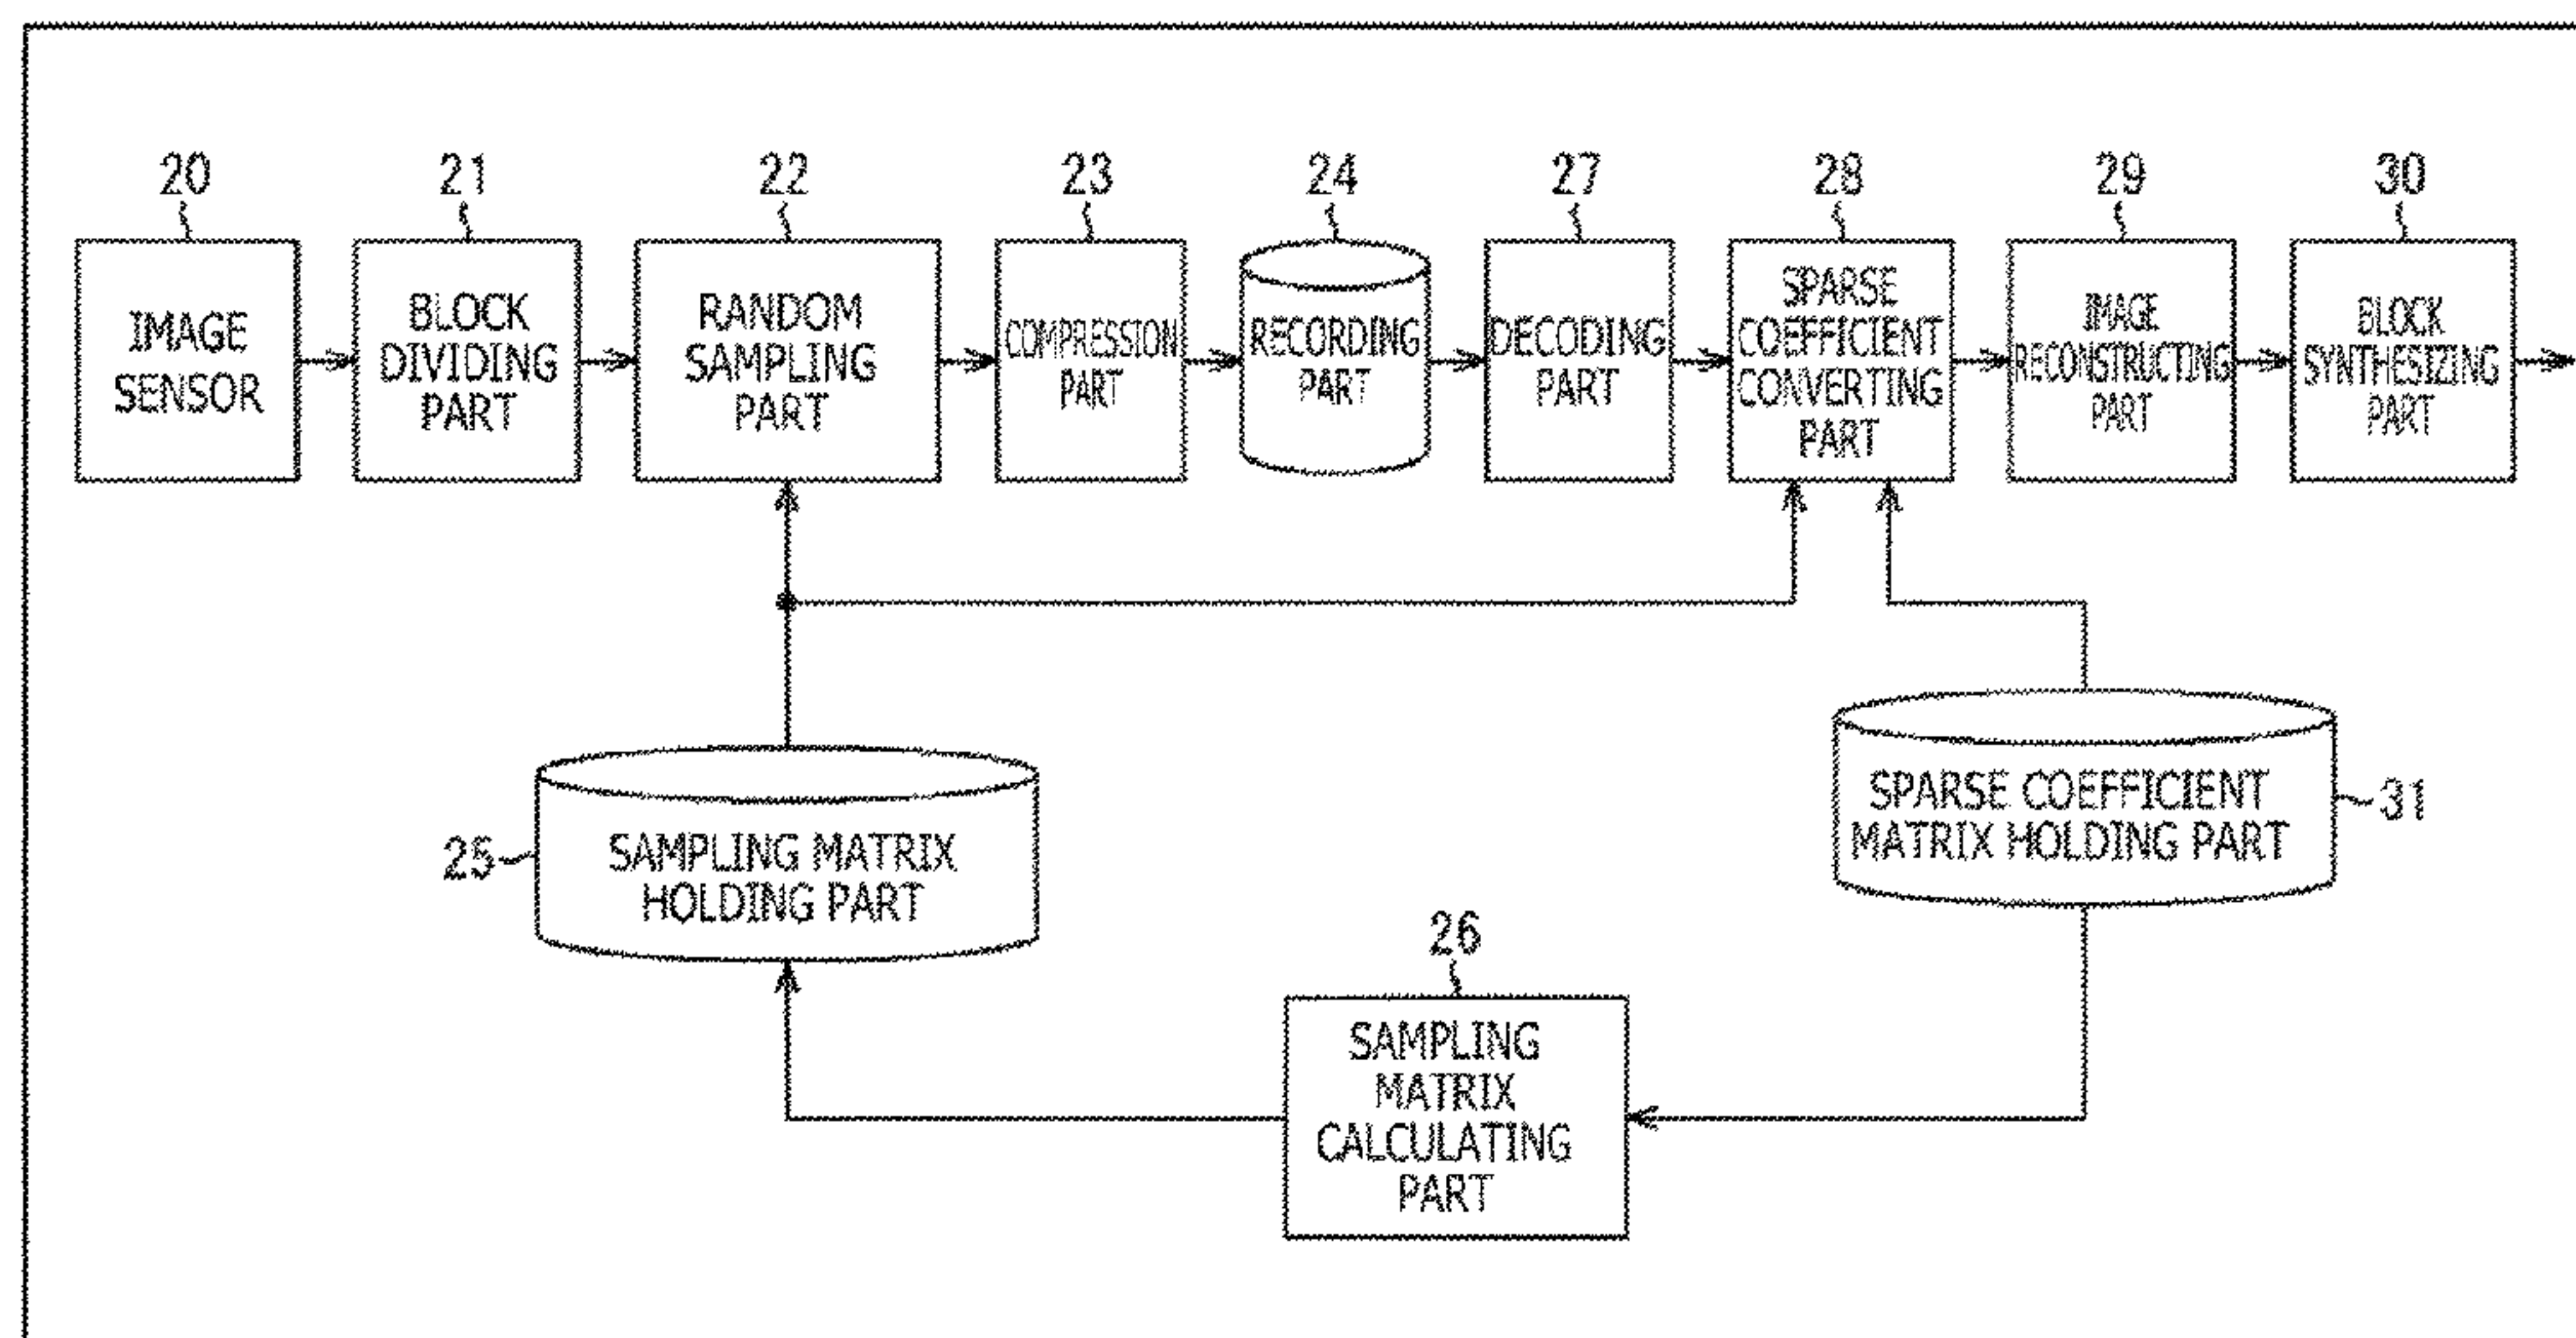 20
21
22
23
24
27
28
29
30
IMAGE
SENSOR
BLOCK
DIVIDING
PART
RANDOM
SAMPLING
PART
COMPRESSION
PART
RECORDING
PART
DECODING
PART
SPARSE
COEFFICIENT
CONVERTING
PART
IMAGE
RECONSTRUCTING
PART
BLOCK
SYNTHESIZING
PART
25
SAMPLING MATRIX
HOLDING PART
SPARSE COEFFICIENT
MATRIX HOLDING PART
31
26
SAMPLING
MATRIX
CALCULATING
PART